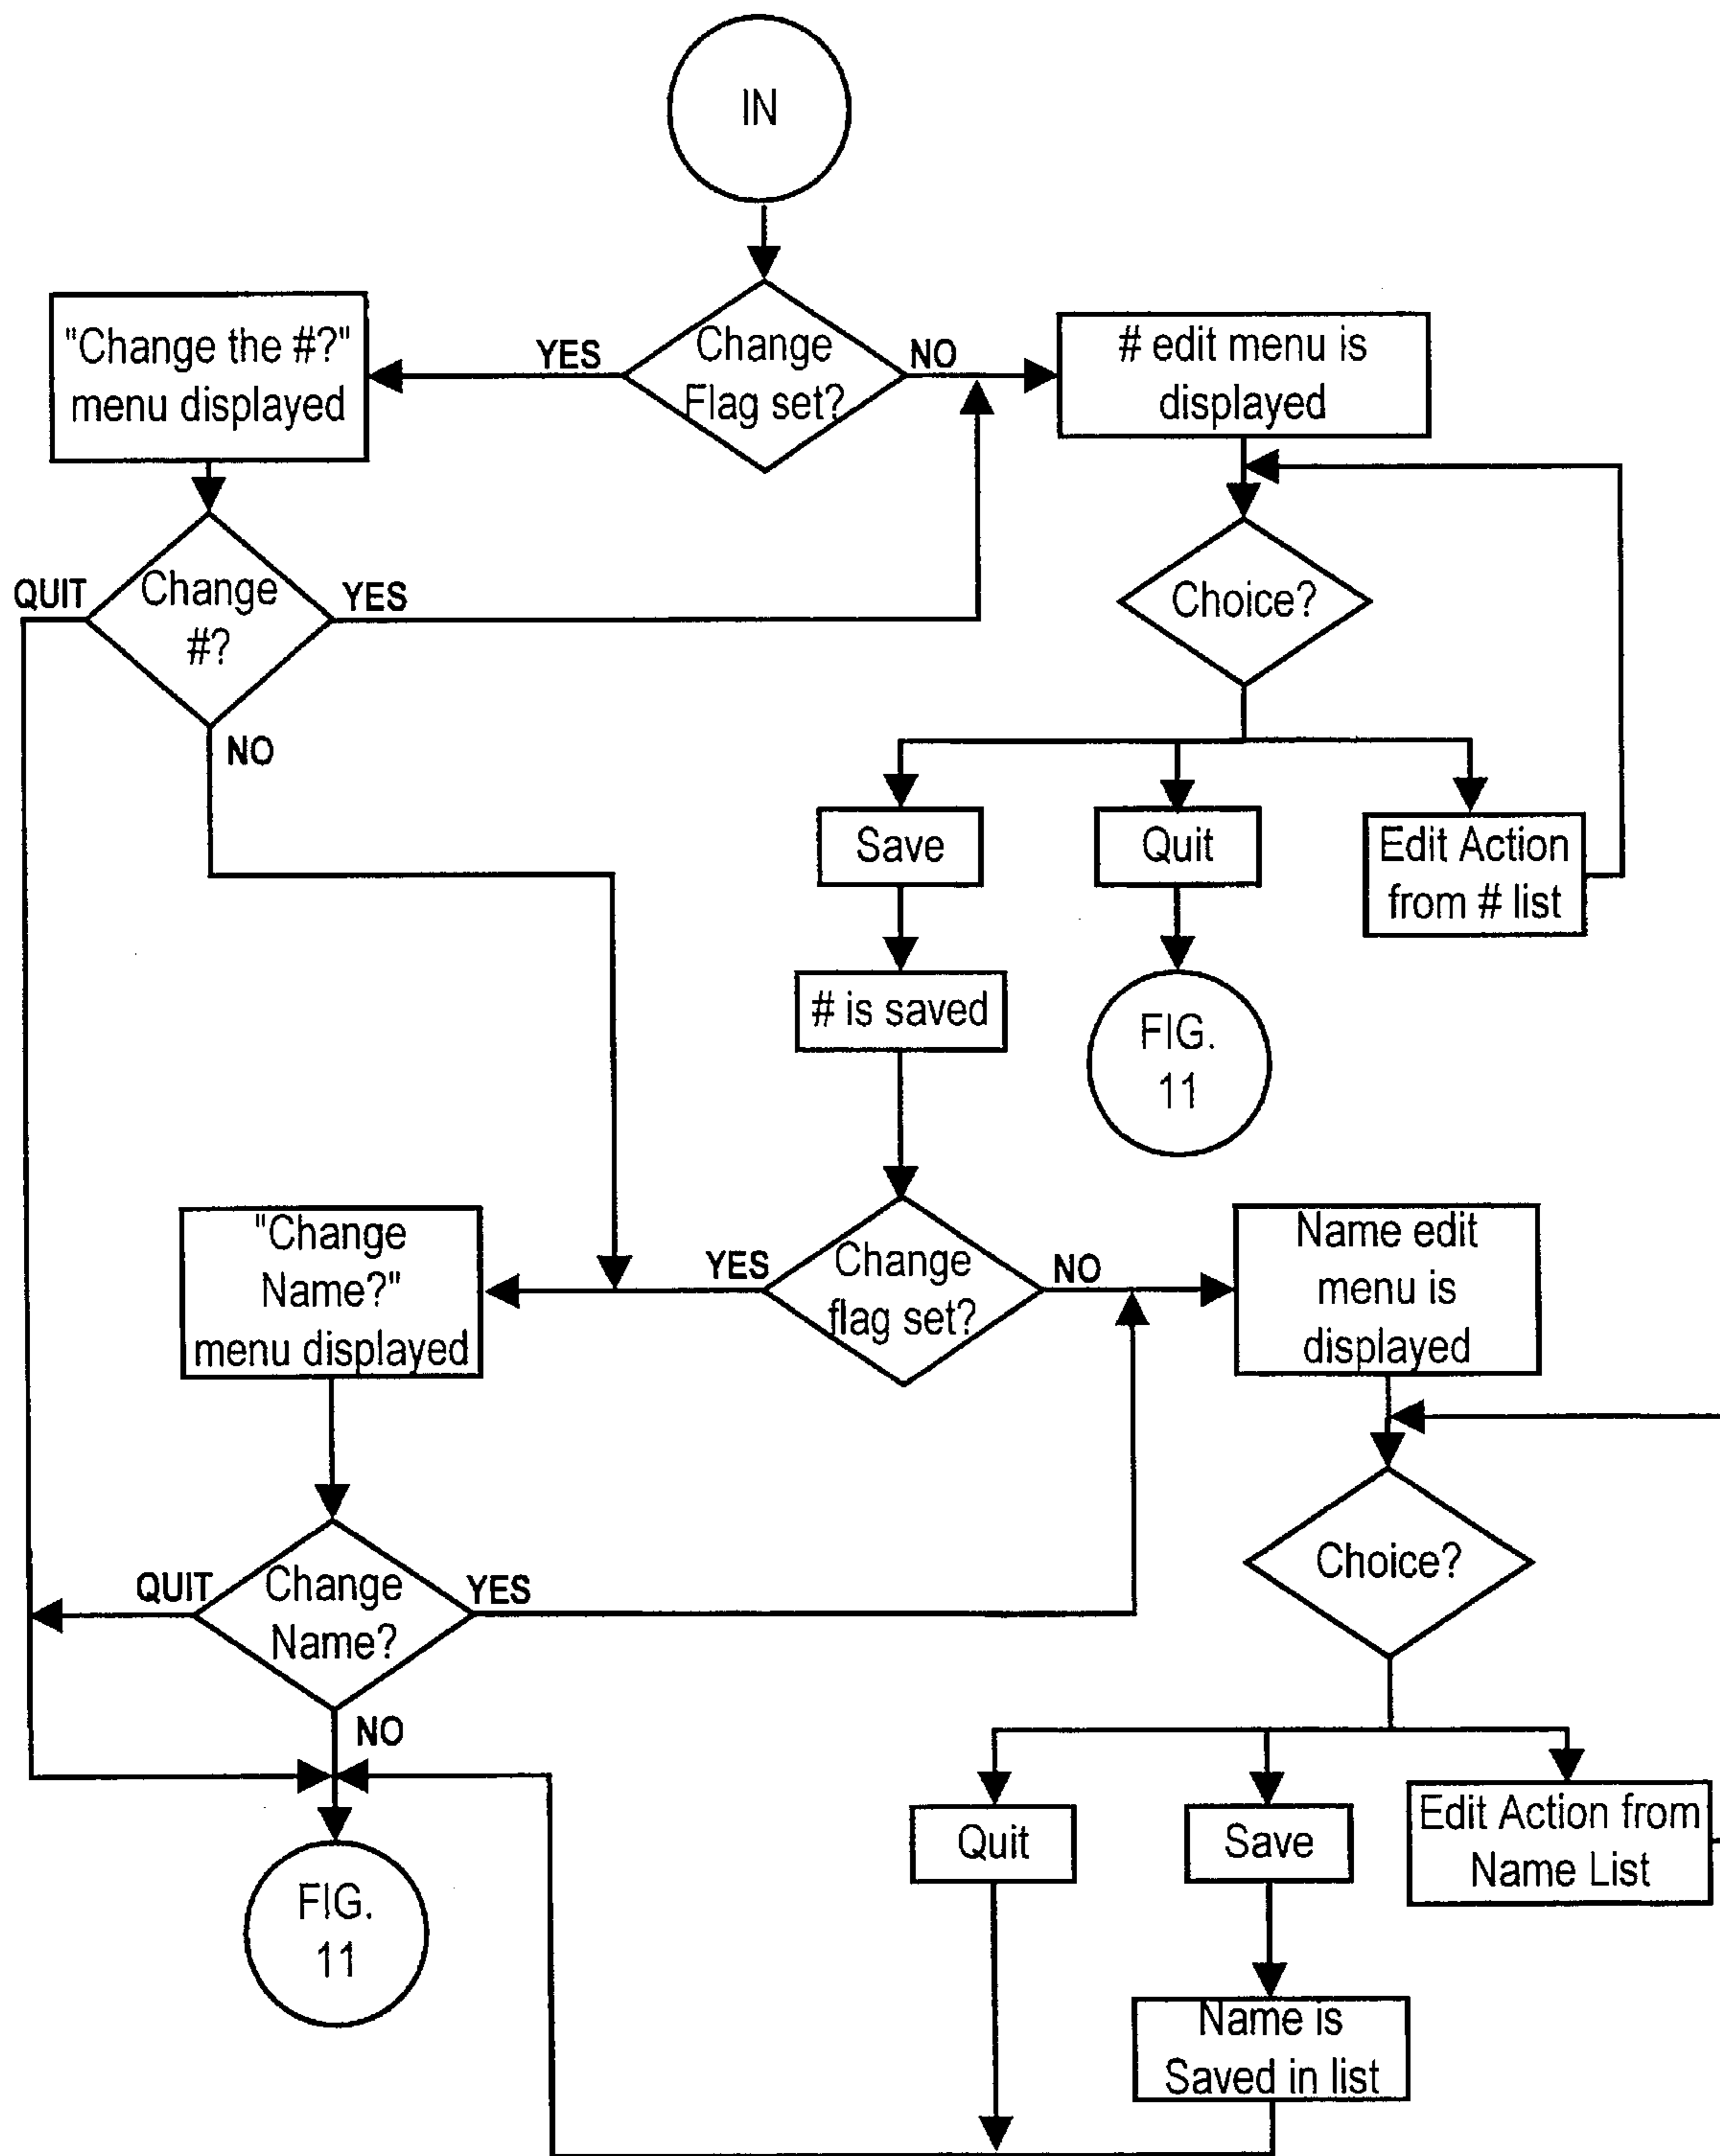 IN
"Change the #?"
menu displayed
YES
Change
Flag set?
NO
# edit menu is
displayed
QUIT
Change
#?
YES
NO
Choice?
Save
Quit
Edit Action
from # list
# is saved
FIG.
11
"Change
Name?"
menu displayed
YES
Change
flag set?
NO
Name edit
menu is
displayed
QUIT
Change
Name?
YES
NO
Choice?
Quit
Save
Edit Action from
Name List
FIG.
11
Name is
Saved in list